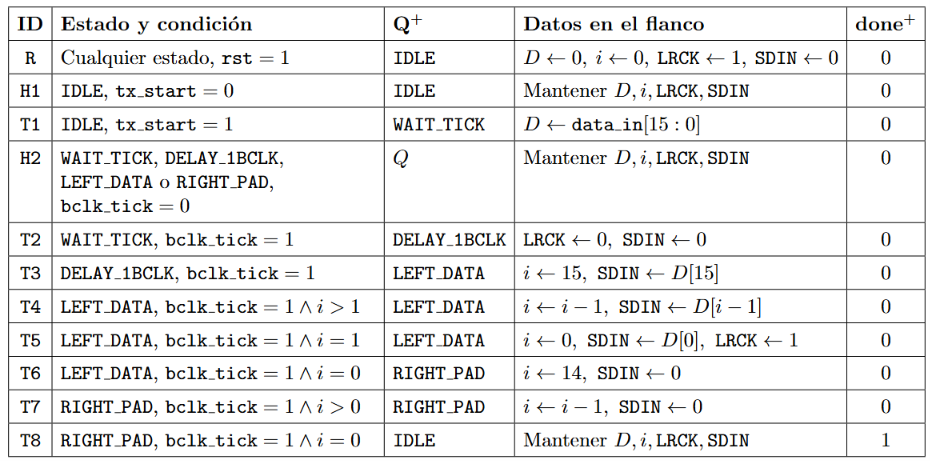 ID Estado y condición Q⁺ Datos en el flanco done⁺
R Cualquier estado, rst = 1 IDLE D ← 0, i ← 0, LRCK ← 1, SDIN ← 0 0
H1 IDLE, tx_start = 0 IDLE Mantener D, i, LRCK, SDIN 0
T1 IDLE, tx_start = 1 WAIT_TICK D ← data_in[15 : 0] 0
H2 WAIT_TICK, DELAY_1BCLK, Q Mantener D, i, LRCK, SDIN 0
LEFT_DATA o RIGHT_PAD,
bclk_tick = 0
T2 WAIT_TICK, bclk_tick = 1 DELAY_1BCLK LRCK ← 0, SDIN ← 0 0
T3 DELAY_1BCLK, bclk_tick = 1 LEFT_DATA i ← 15, SDIN ← D[15] 0
T4 LEFT_DATA, bclk_tick = 1 ∧ i > 1 LEFT_DATA i ← i − 1, SDIN ← D[i − 1] 0
T5 LEFT_DATA, bclk_tick = 1 ∧ i = 1 LEFT_DATA i ← 0, SDIN ← D[0], LRCK ← 1 0
T6 LEFT_DATA, bclk_tick = 1 ∧ i = 0 RIGHT_PAD i ← 14, SDIN ← 0 0
T7 RIGHT_PAD, bclk_tick = 1 ∧ i > 0 RIGHT_PAD i ← i − 1, SDIN ← 0 0
T8 RIGHT_PAD, bclk_tick = 1 ∧ i = 0 IDLE Mantener D, i, LRCK, SDIN 1